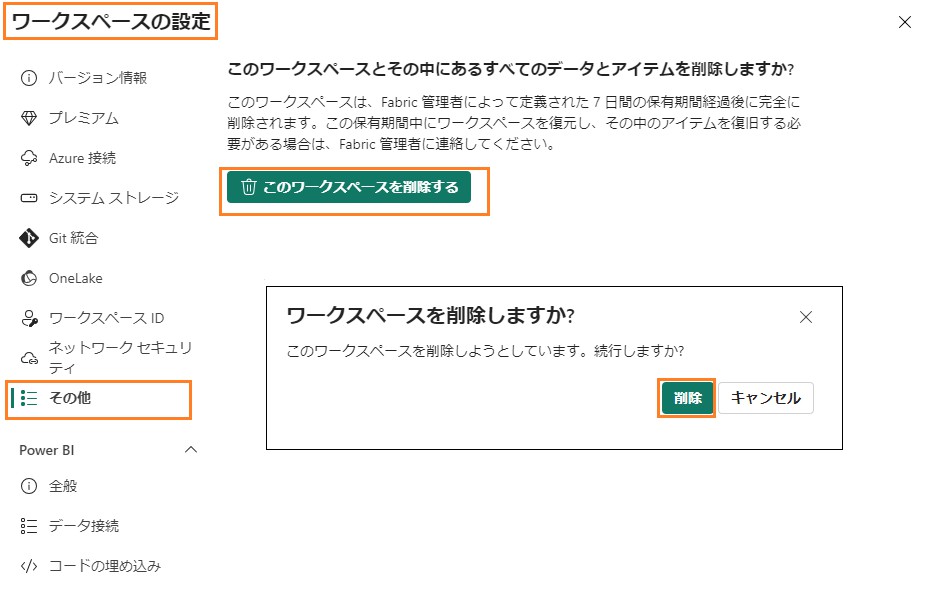 ワークスペースの設定
バージョン情報
プレミアム
Azure 接続
システム ストレージ
Git 統合
OneLake
ワークスペース ID
ネットワーク セキュリ
ティ
その他
Power BI
全般
データ接続
コードの埋め込み
このワークスペースとその中にあるすべてのデータとアイテムを削除しますか?
このワークスペースは、Fabric 管理者によって定義された 7 日間の保有期間経過後に完全に
削除されます。この保有期間中にワークスペースを復元し、その中のアイテムを復旧する必
要がある場合は、Fabric 管理者に連絡してください。
このワークスペースを削除する
ワークスペースを削除しますか?
このワークスペースを削除しようとしています。続行しますか?
削除
キャンセル